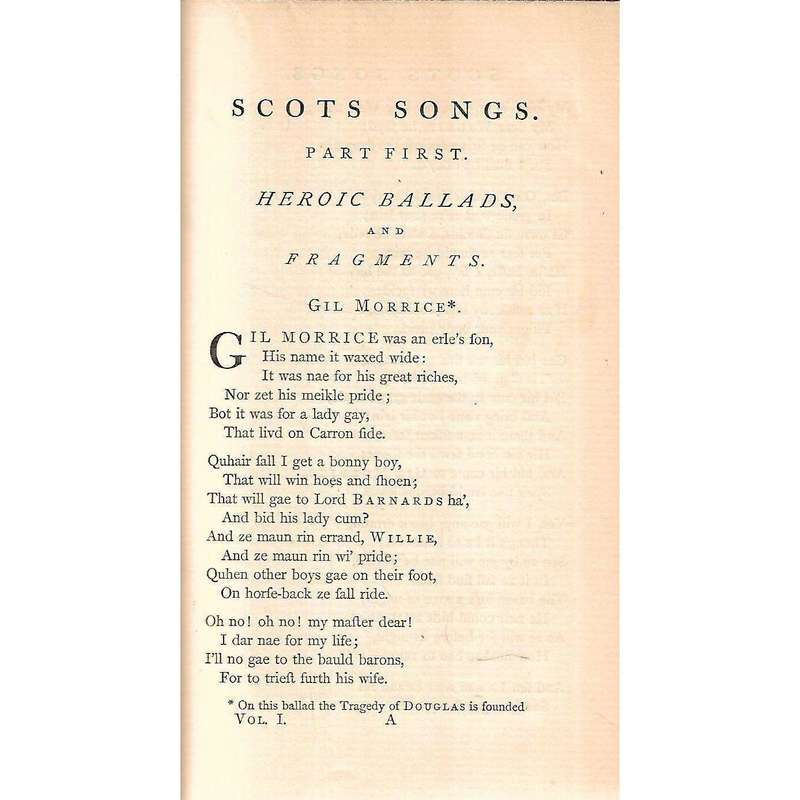 SCOTS SONGS.
PART FIRST.
HEROIC BALLADS,
AND
FRAGMENTS.
GIL MORRICE*.
GIL MORRICE was an erle's ſon,
His name it waxed wide:
It was nae for his great riches,
Nor zet his meikle pride;
Bot it was for a lady gay,
That livd on Carron ſide.
Quhair ſall I get a bonny boy,
That will win hoes and ſhoen;
That will gae to Lord BARNARDS ha',
And bid his lady cum?
And ze maun rin errand, WILLIE,
And ze maun rin wi' pride;
Quhen other boys gae on their foot,
On horſe-back ze ſall ride.
Oh no! oh no! my maſter dear!
I dar nae for my life;
I'll no gae to the bauld barons,
For to trieſt furth his wife.
* On this ballad the Tragedy of DOUGLAS is founded
VOL. I. A